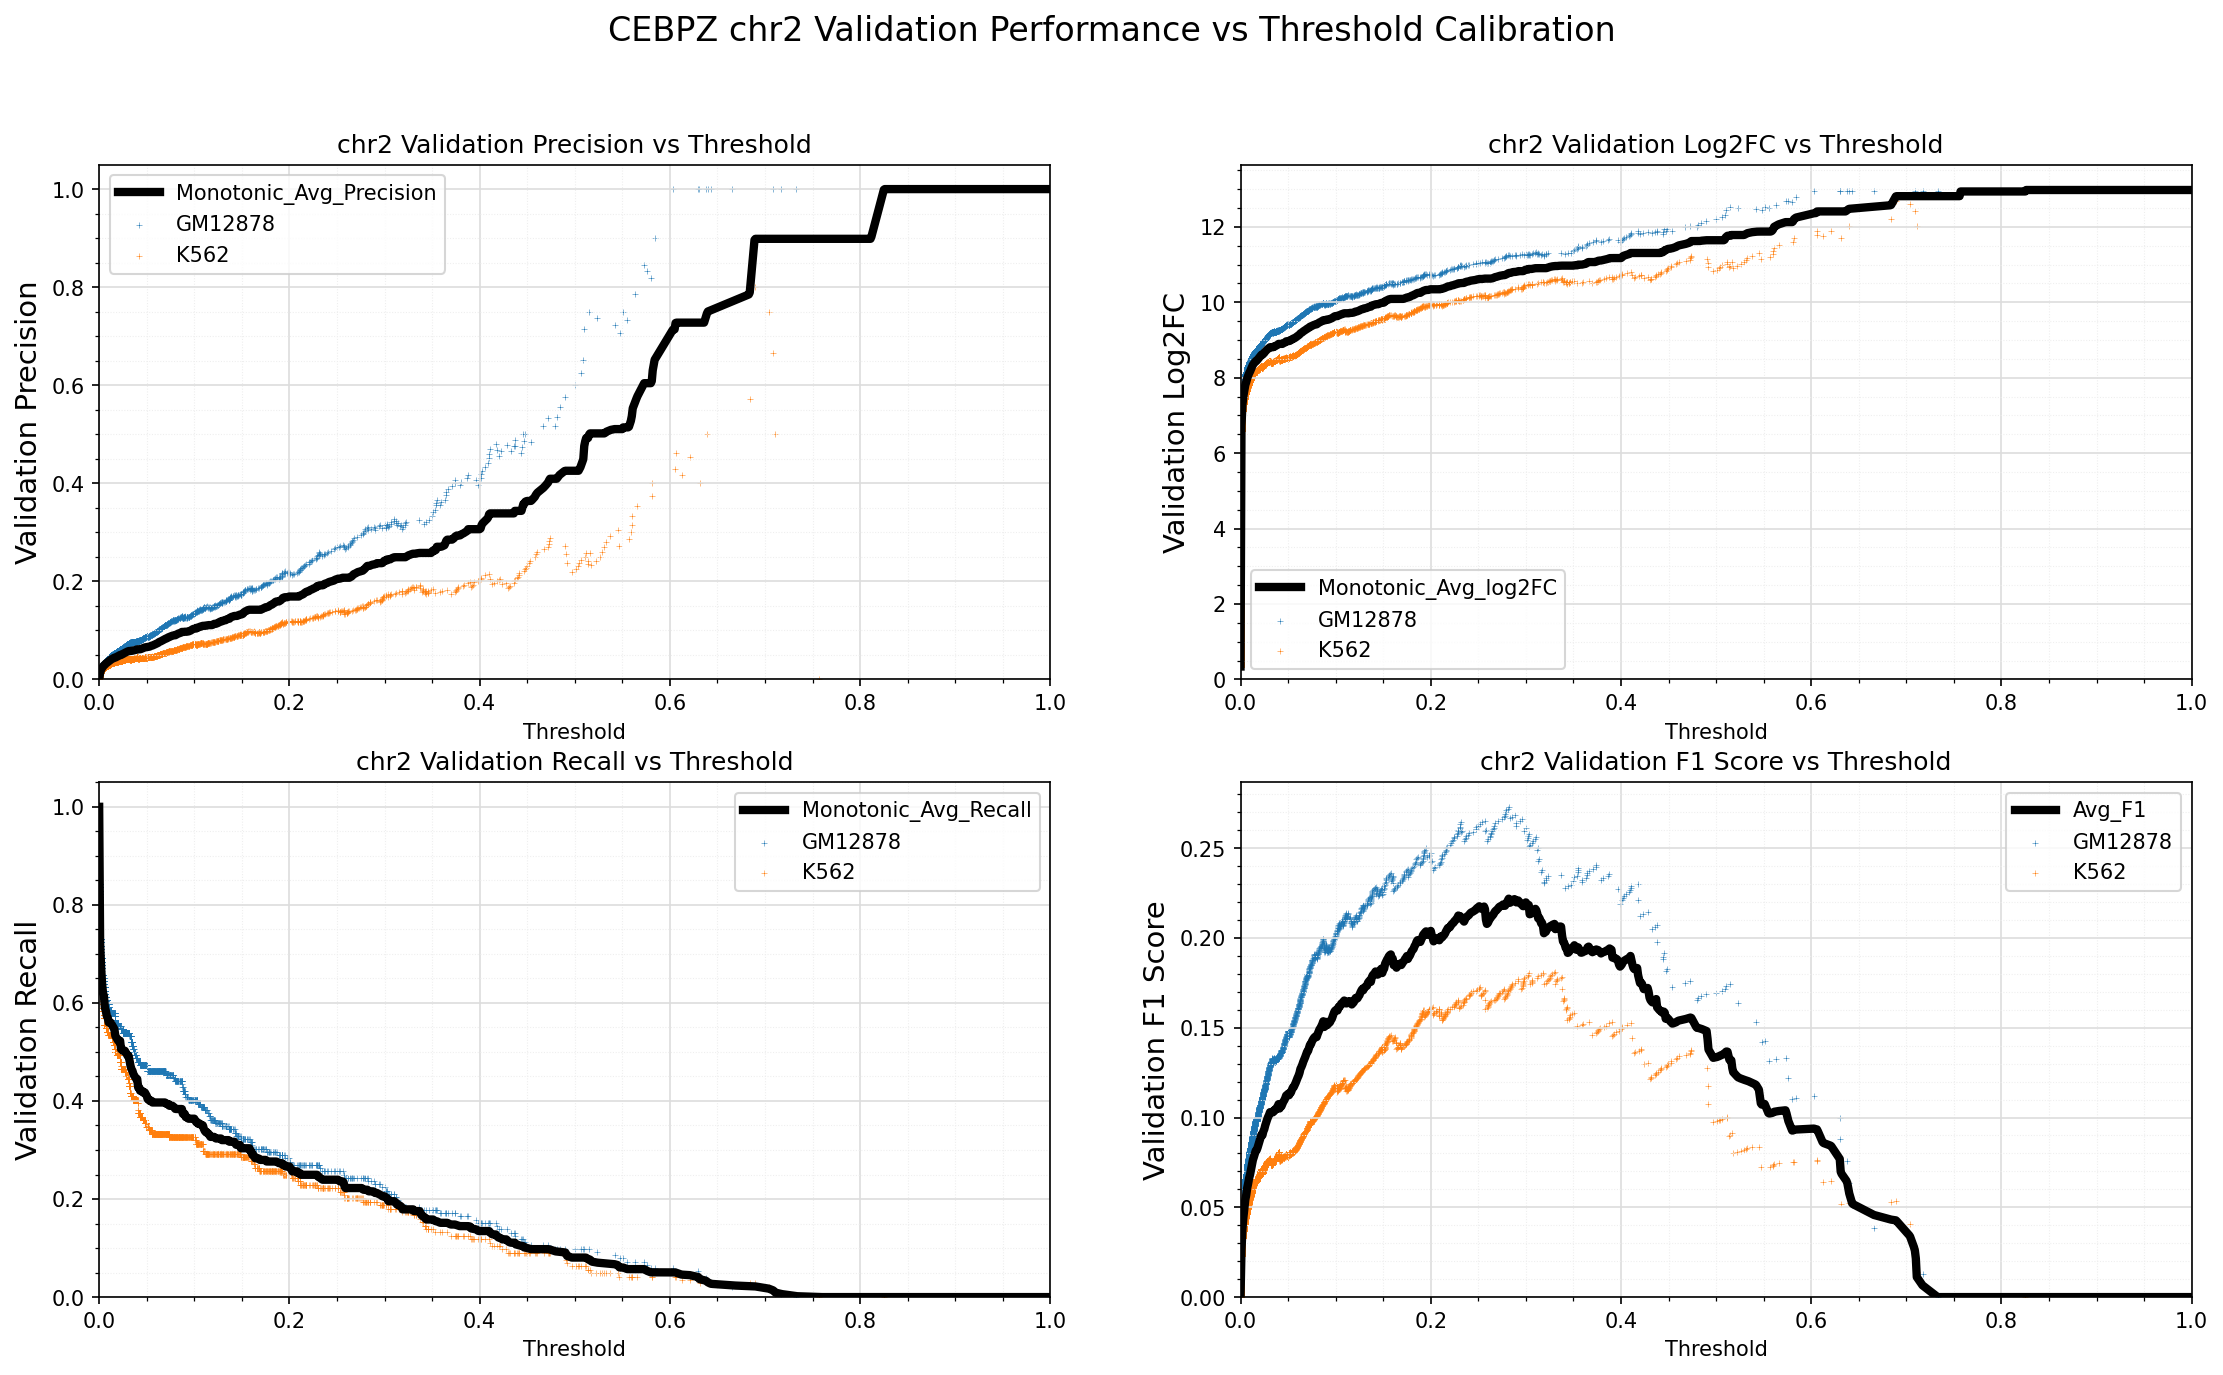 CEBPZ chr2 Validation Performance vs Threshold Calibration
chr2 Validation Precision vs Threshold
Validation Precision
1.0
0.8
0.6
0.4
0.2
0.0
Monotonic_Avg_Precision
GM12878
K562
0.0 0.2 0.4 0.6 0.8 1.0
Threshold
chr2 Validation Log2FC vs Threshold
Validation Log2FC
12
10
8
6
4
2
0
Monotonic_Avg_log2FC
GM12878
K562
0.0 0.2 0.4 0.6 0.8 1.0
Threshold
chr2 Validation Recall vs Threshold
Validation Recall
1.0
0.8
0.6
0.4
0.2
0.0
Monotonic_Avg_Recall
GM12878
K562
0.0 0.2 0.4 0.6 0.8 1.0
Threshold
chr2 Validation F1 Score vs Threshold
Validation F1 Score
0.25
0.20
0.15
0.10
0.05
0.00
Avg_F1
GM12878
K562
0.0 0.2 0.4 0.6 0.8 1.0
Threshold